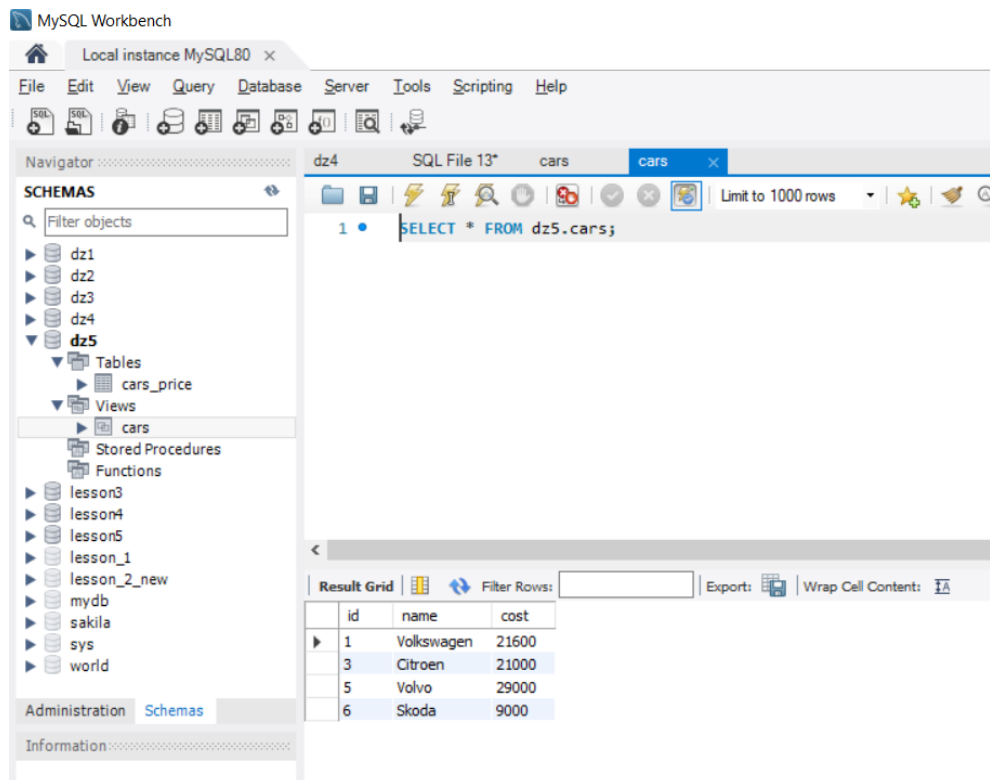 MySQL Workbench
Local instance MySQL80
File Edit View Query Database Server Tools Scripting Help
Navigator
SCHEMAS
Filter objects
dz1
dz2
dz3
dz4
dz5
Tables
cars_price
Views
cars
Stored Procedures
Functions
lesson3
lesson4
lesson5
lesson_1
lesson_2_new
mydb
sakila
sys
world
Administration Schemas
Information
dz4 SQL File 13* cars cars
Limit to 1000 rows
1 SELECT * FROM dz5.cars;
Result Grid Filter Rows: Export: Wrap Cell Content:
id name cost
1 Volkswagen 21600
3 Citroen 21000
5 Volvo 29000
6 Skoda 9000